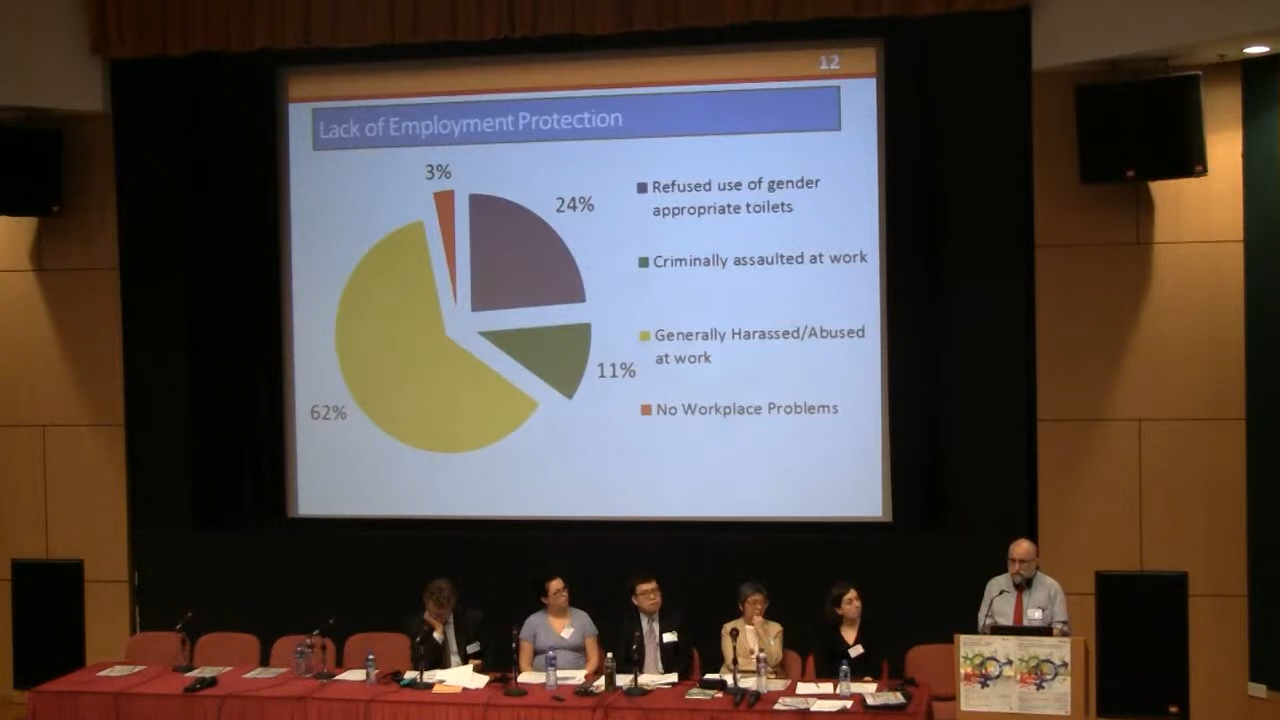 12
Lack of Employment Protection
3%
24%
11%
62%
Refused use of gender
appropriate toilets
Criminally assaulted at work
Generally Harassed/Abused
at work
No Workplace Problems